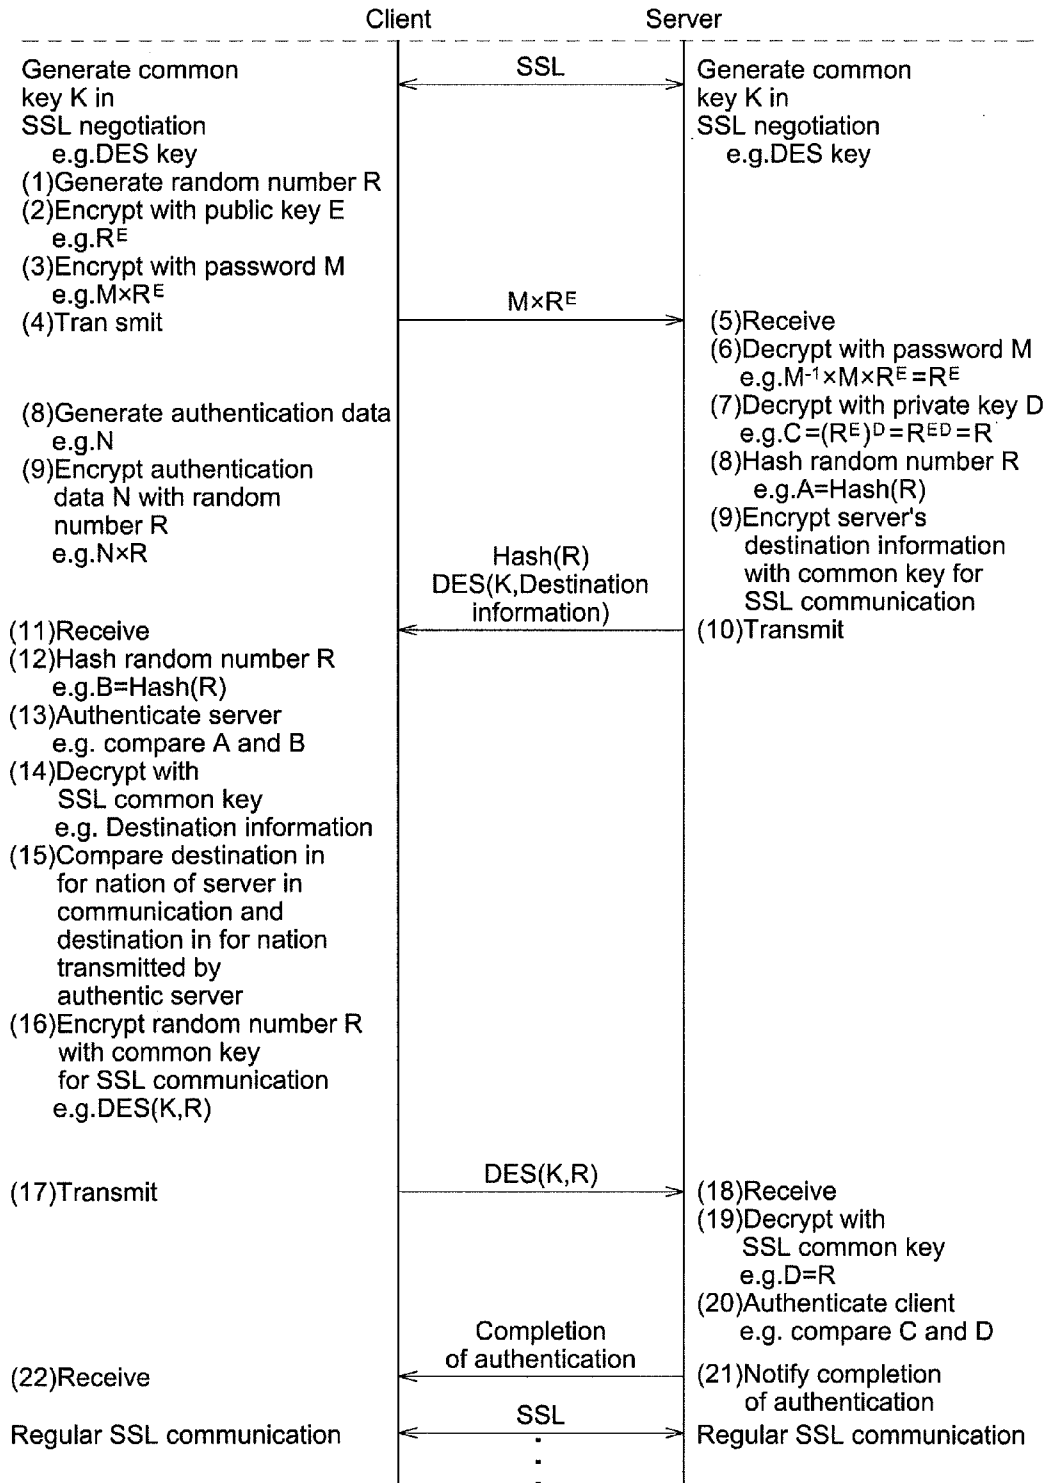 Client
Server
SSL
Generate common
key K in
SSL negotiation
e.g.DES key
Generate common
key K in
SSL negotiation
e.g.DES key
(1)Generate random number R
(2)Encrypt with public key E
e.g.Rᴱ
(3)Encrypt with password M
e.g.M×Rᴱ
(4)Tran smit
M×Rᴱ
(5)Receive
(6)Decrypt with password M
e.g.M⁻¹×M×Rᴱ=Rᴱ
(7)Decrypt with private key D
e.g.C=(Rᴱ)ᴰ=Rᴱᴰ=R
(8)Generate authentication data
e.g.N
(9)Encrypt authentication
data N with random
number R
e.g.N×R
(8)Hash random number R
e.g.A=Hash(R)
(9)Encrypt server's
destination information
with common key for
SSL communication
Hash(R)
DES(K,Destination
information)
(10)Transmit
(11)Receive
(12)Hash random number R
e.g.B=Hash(R)
(13)Authenticate server
e.g. compare A and B
(14)Decrypt with
SSL common key
e.g. Destination information
(15)Compare destination in
for nation of server in
communication and
destination in for nation
transmitted by
authentic server
(16)Encrypt random number R
with common key
for SSL communication
e.g.DES(K,R)
(17)Transmit
DES(K,R)
(18)Receive
(19)Decrypt with
SSL common key
e.g.D=R
(20)Authenticate client
e.g. compare C and D
Completion
of authentication
(21)Notify completion
of authentication
(22)Receive
SSL
Regular SSL communication
Regular SSL communication